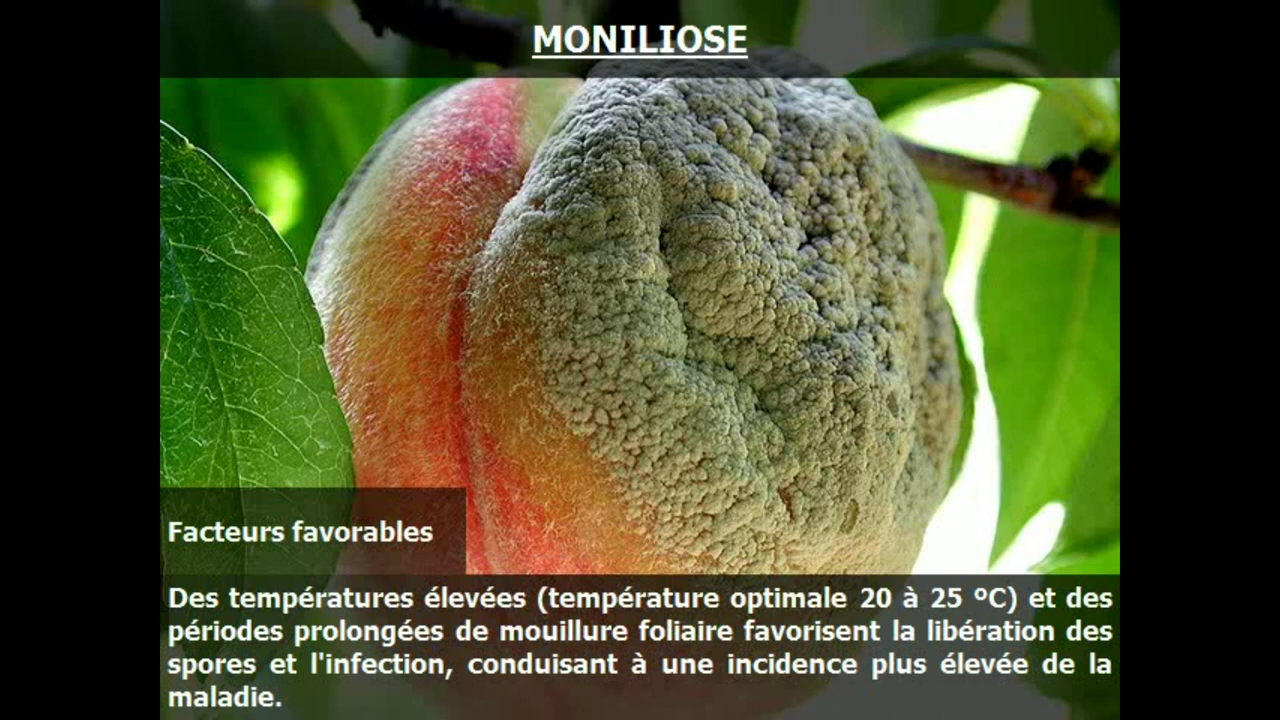 MONILIOSE
Facteurs favorables
Des températures élevées (température optimale 20 à 25 ºC) et des
périodes prolongées de mouillure foliaire favorisent la libération des
spores et l'infection, conduisant à une incidence plus élevée de la
maladie.